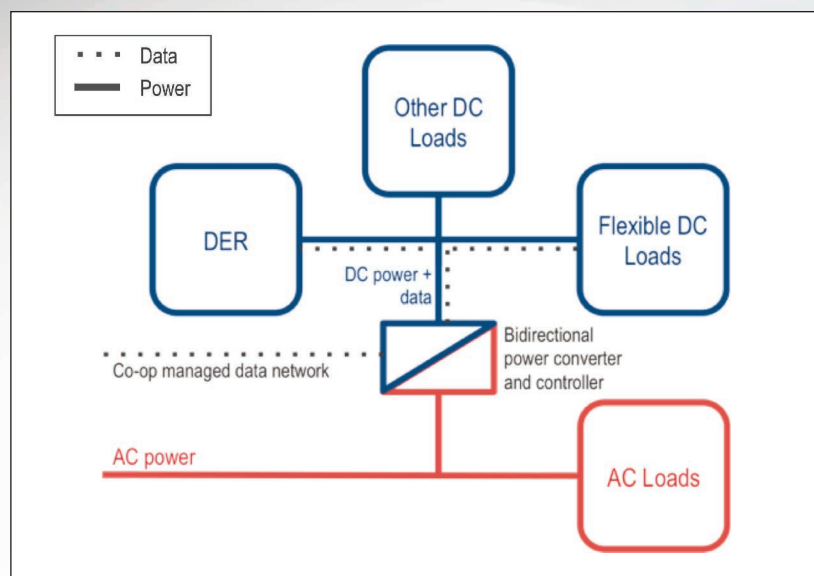 Data
Power
Other DC
Loads
DER
Flexible DC
Loads
DC power +
data
Bidirectional
power converter
and controller
Co-op managed data network
AC power
AC Loads